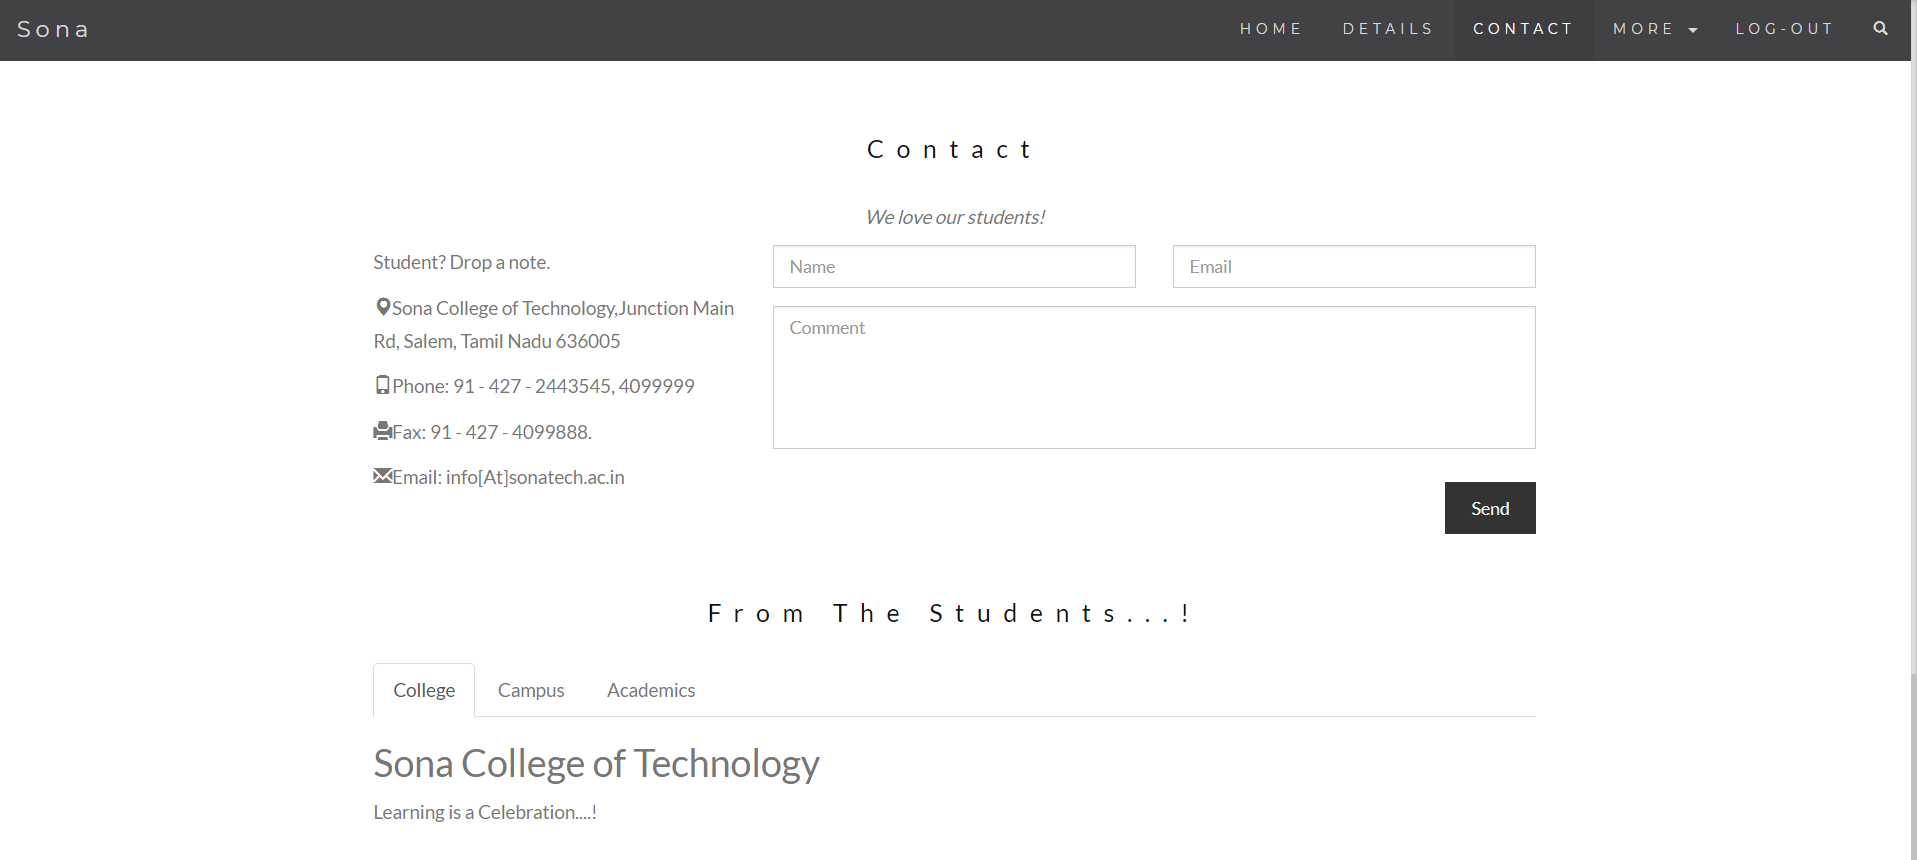 Sona
HOME DETAILS CONTACT MORE LOG-OUT
Contact
We love our students!
Student? Drop a note.
Sona College of Technology,Junction Main
Rd, Salem, Tamil Nadu 636005
Phone: 91 - 427 - 2443545, 4099999
Fax: 91 - 427 - 4099888.
Email: info[At]sonatech.ac.in
Name
Email
Comment
Send
From The Students...!
College Campus Academics
Sona College of Technology
Learning is a Celebration....!